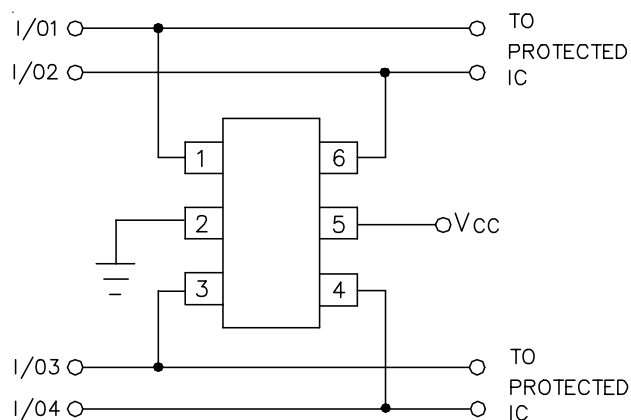 I/01
TO
PROTECTED
IC
I/02
1
6
2
5
VCC
3
4
I/03
TO
PROTECTED
IC
I/04